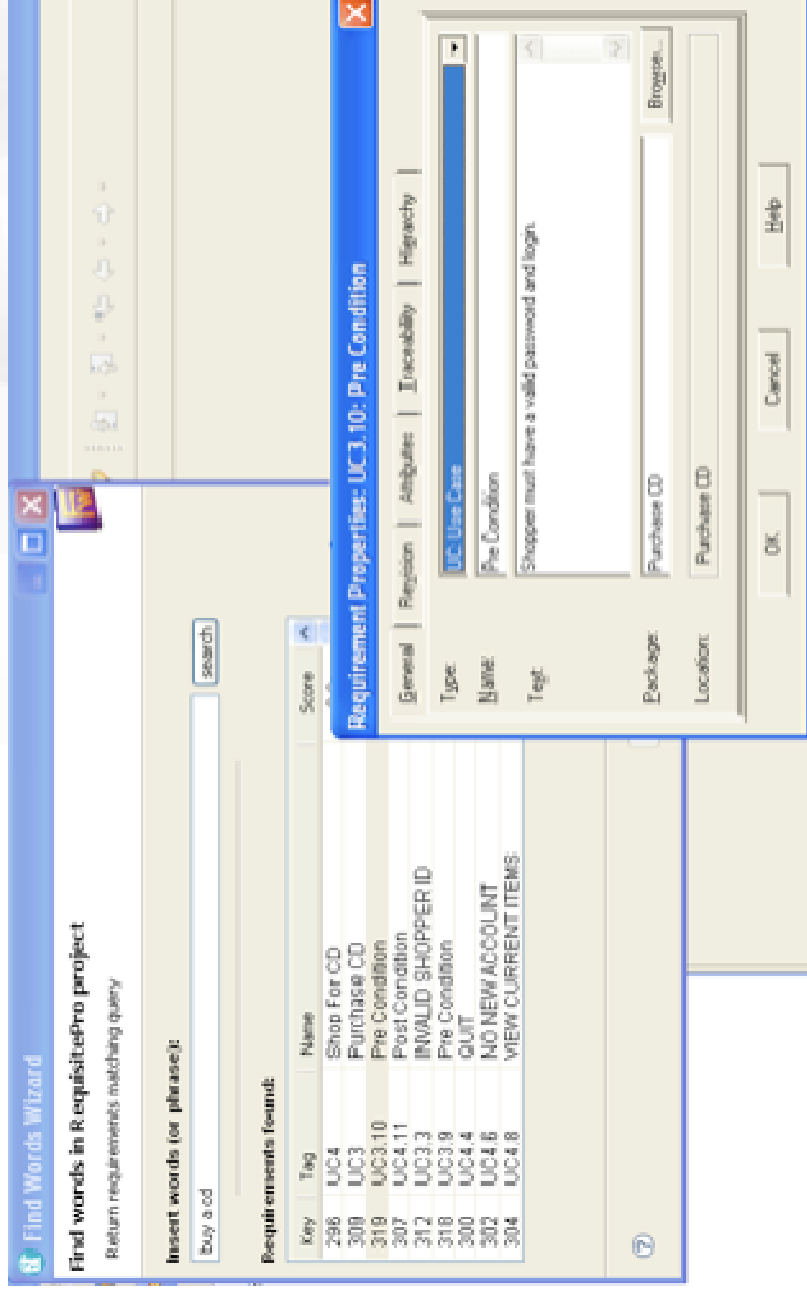 Find Words Wizard
Find words in RequisitePro project
Return requirements matching query
Insert words (or phrase):
buy a cd
search
Requirements found:
Key Tag Name Score
296 UC4 Shop For CD
309 UC3 Purchase CD
319 UC3.10 Pre Condition
307 UC4.11 Post Condition
312 UC3.3 INVALID SHOPPER ID
318 UC3.9 Pre Condition
300 UC4.4 QUIT
302 UC4.6 NO NEW ACCOUNT
304 UC4.8 VIEW CURRENT ITEMS:
?
Requirement Properties: UC3.10: Pre Condition
General Revision Attributes Traceability Hierarchy
Type: UC: Use Case
Name: Pre Condition
Text: Shopper must have a valid password and login.
Package: Purchase CD Browse...
Location: Purchase CD
OK Cancel Help